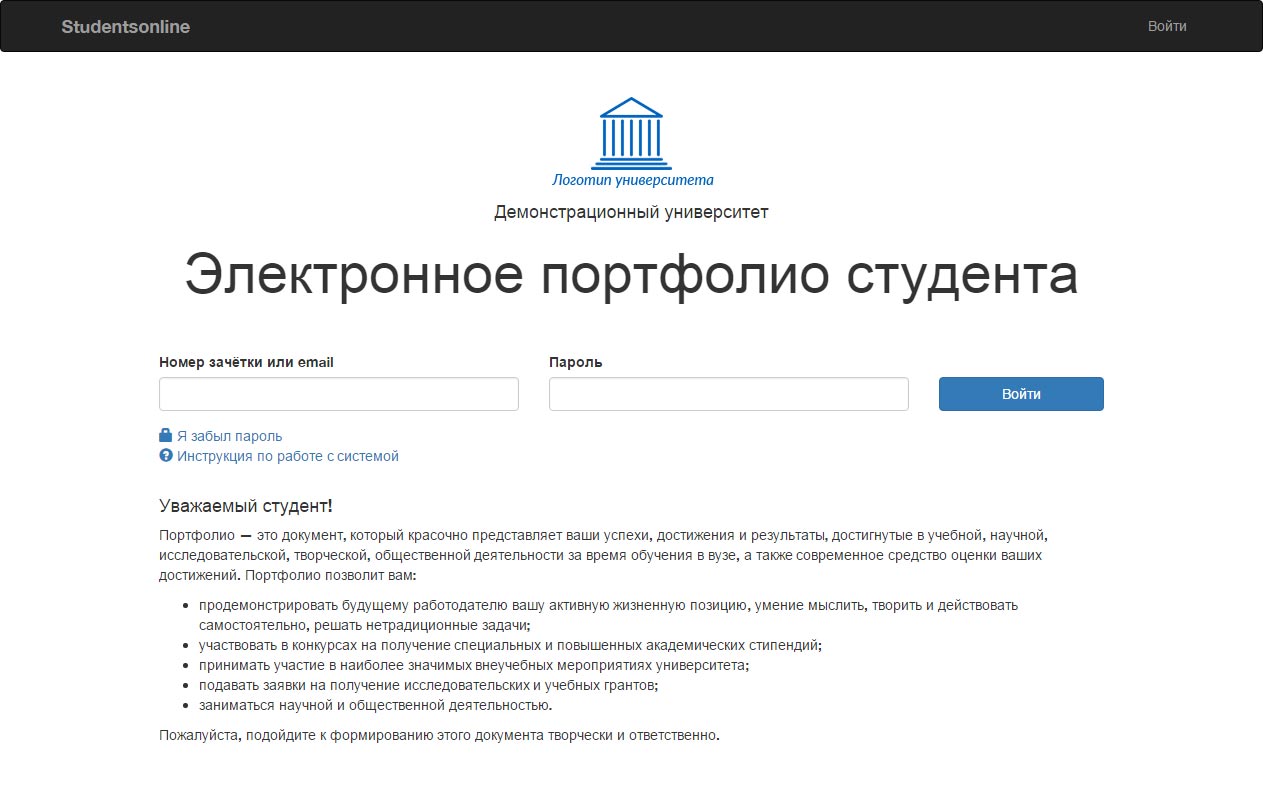 Studentsonline
Войти
Логотип университета
Демонстрационный университет
Электронное портфолио студента
Номер зачётки или email
Пароль
Войти
Я забыл пароль
Инструкция по работе с системой
Уважаемый студент!
Портфолио — это документ, который красочно представляет ваши успехи, достижения и результаты, достигнутые в учебной, научной,
исследовательской, творческой, общественной деятельности за время обучения в вузе, а также современное средство оценки ваших
достижений. Портфолио позволит вам:
• продемонстрировать будущему работодателю вашу активную жизненную позицию, умение мыслить, творить и действовать
самостоятельно, решать нетрадиционные задачи;
• участвовать в конкурсах на получение специальных и повышенных академических стипендий;
• принимать участие в наиболее значимых внеучебных мероприятиях университета;
• подавать заявки на получение исследовательских и учебных грантов;
• заниматься научной и общественной деятельностью.
Пожалуйста, подойдите к формированию этого документа творчески и ответственно.